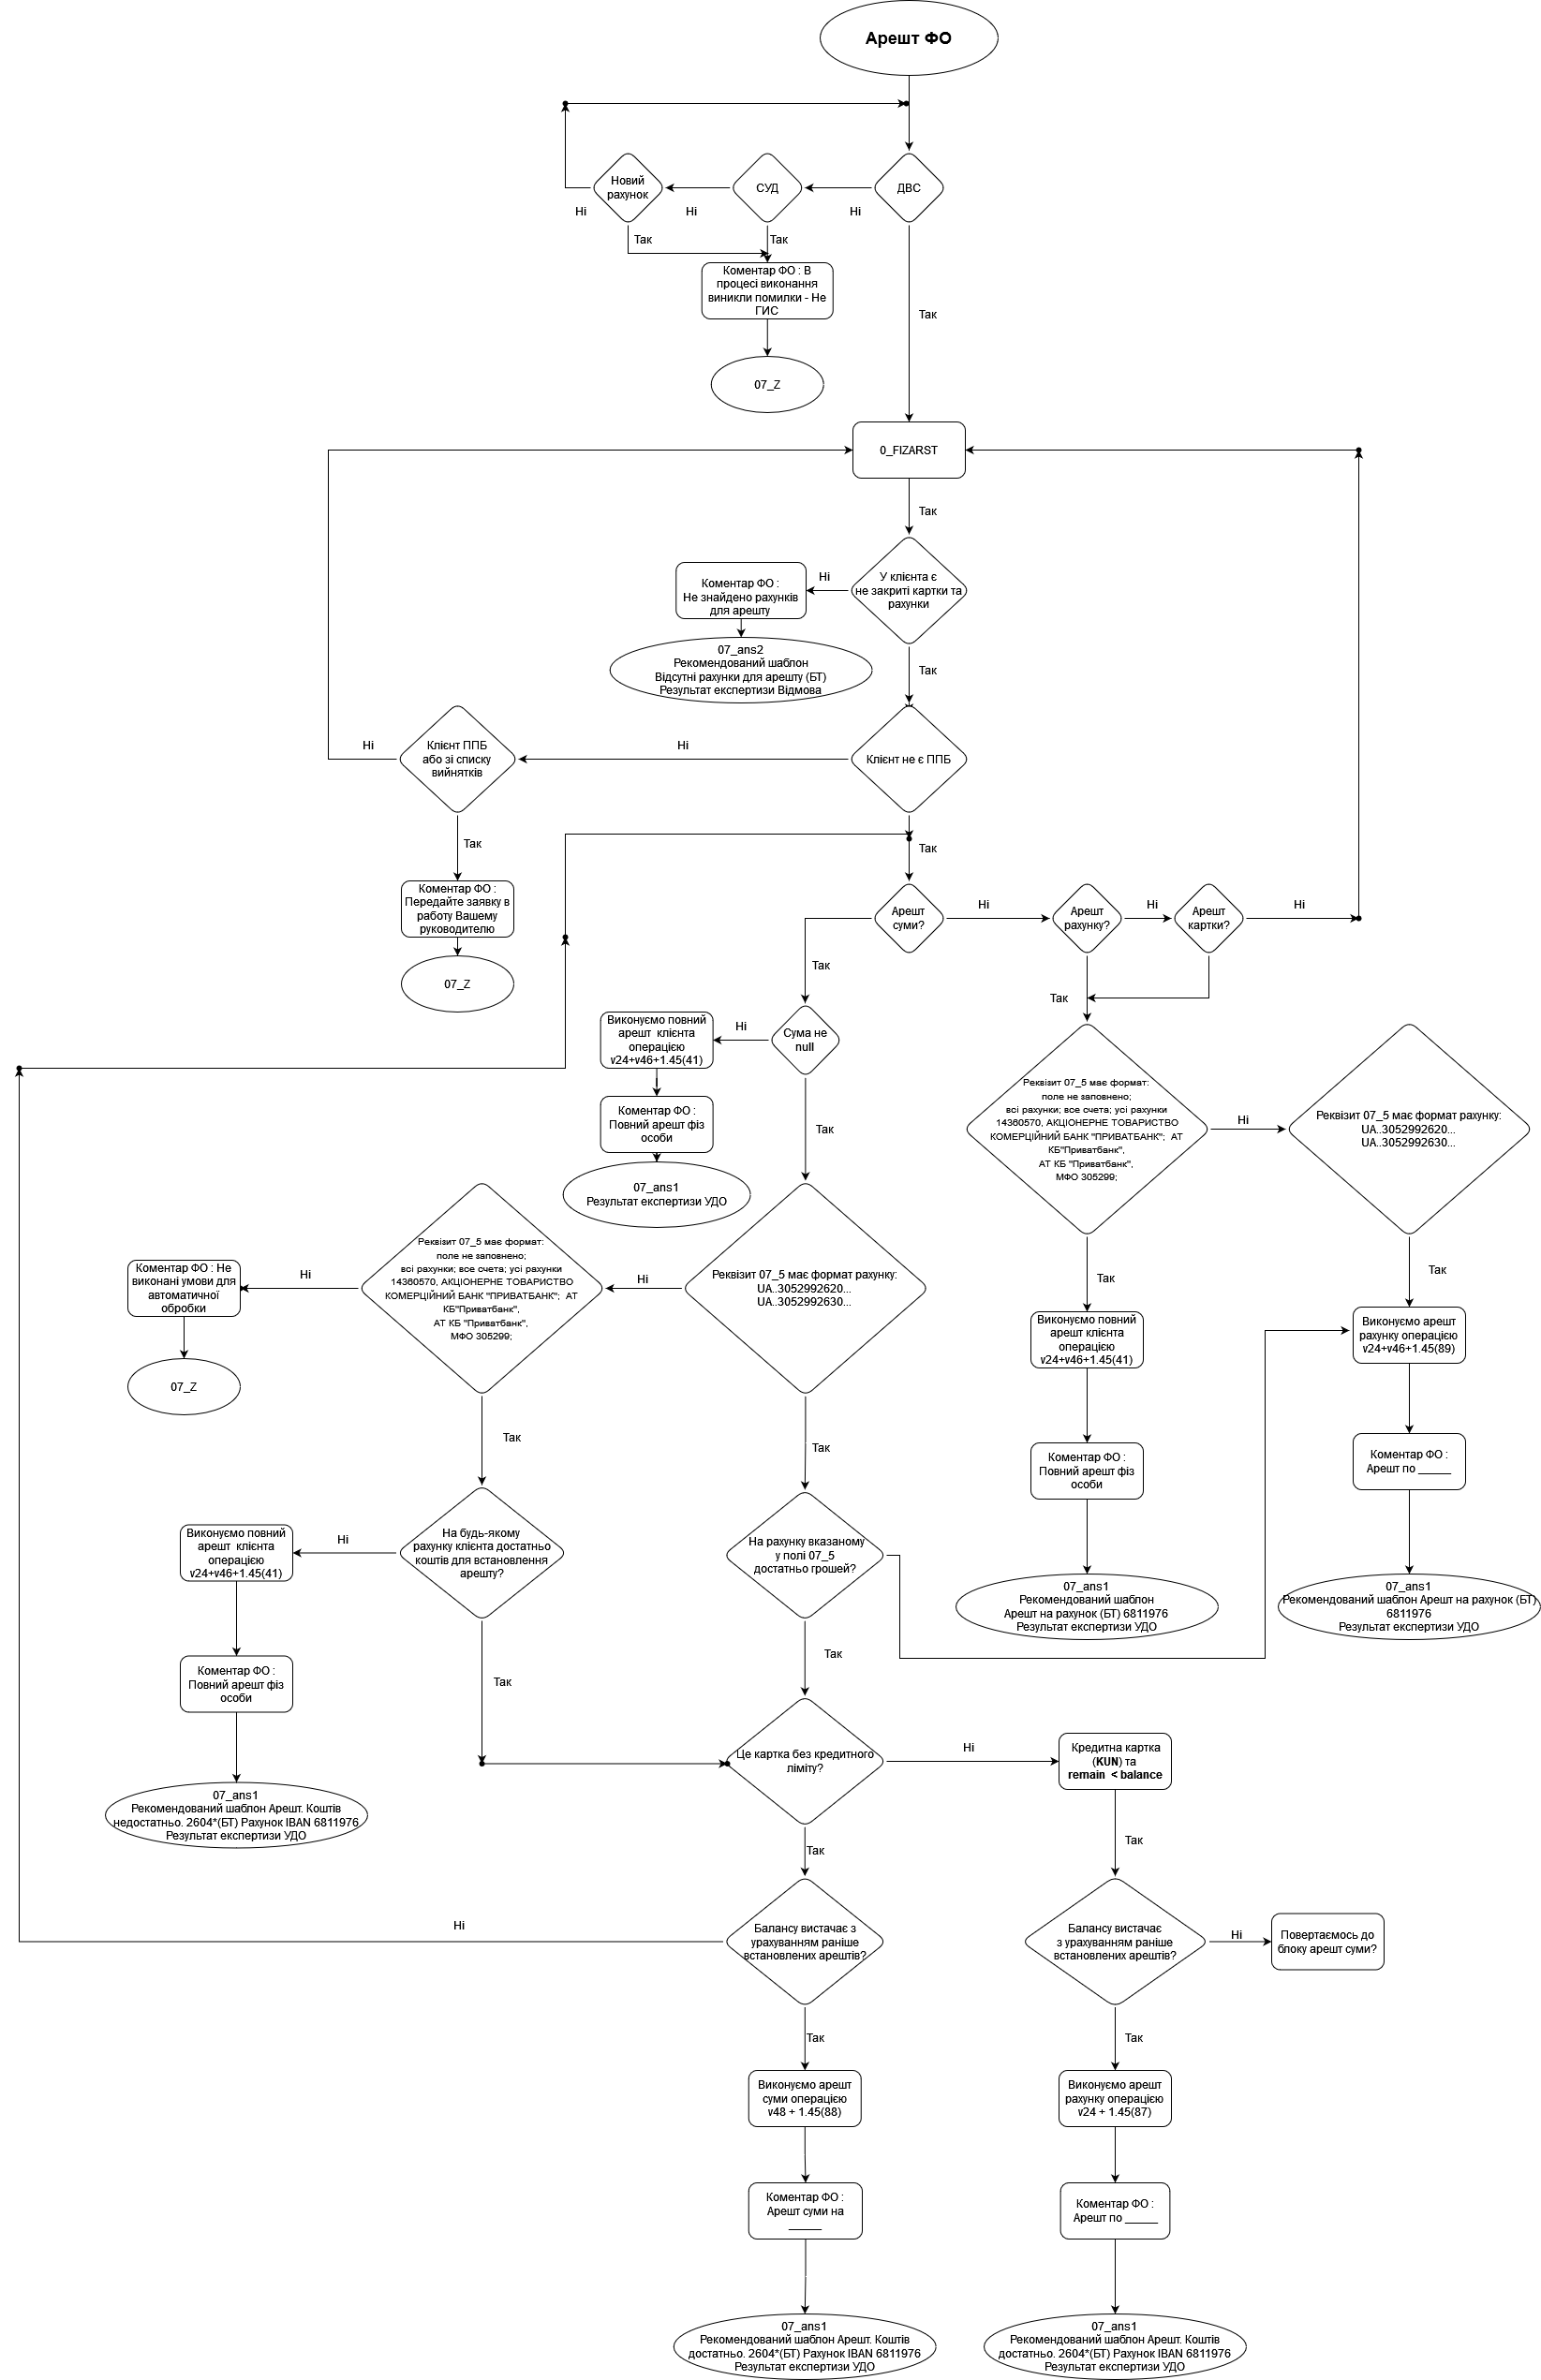 Арешт ФО
Новий
рахунок
СУД
ДВС
Ні
Ні
Ні
Так
Так
Коментар ФО : В
процесі виконання
виникли помилки - Не
ГИС
Так
07_Z
0_FIZARST
Так
У клієнта є
не закриті картки та
рахунки
Ні
Коментар ФО :
Не знайдено рахунків
для арешту
07_ans2
Рекомендований шаблон
Відсутні рахунки для арешту (БТ)
Результат експертизи Відмова
Так
Ні
Клієнт ППБ
або зі списку
вийнятків
Ні
Клієнт не є ППБ
Так
Так
Коментар ФО :
Передайте заявку в
работу Вашему
руководителю
07_Z
Арешт
суми?
Ні
Арешт
рахунку?
Ні
Арешт
картки?
Ні
Так
Так
Виконуємо повний
арешт  клієнта
операцією
v24+v46+1.45(41)
Ні
Сума не
null
Коментар ФО :
Повний арешт фіз
особи
Так
07_ans1
Результат експертизи УДО
Реквізит 07_5 має формат:
поле не заповнено;
всі рахунки; все счета; усі рахунки
14360570, АКЦІОНЕРНЕ ТОВАРИСТВО
КОМЕРЦІЙНИЙ БАНК "ПРИВАТБАНК";  АТ
КБ"Приватбанк",
АТ КБ "Приватбанк",
МФО 305299;
Ні
Реквізит 07_5 має формат рахунку:
UA..3052992620...
UA..3052992630...
Коментар ФО : Не
виконані умови для
автоматичної
обробки
Ні
Реквізит 07_5 має формат:
поле не заповнено;
всі рахунки; все счета; усі рахунки
14360570, АКЦІОНЕРНЕ ТОВАРИСТВО
КОМЕРЦІЙНИЙ БАНК "ПРИВАТБАНК";  АТ
КБ"Приватбанк",
АТ КБ "Приватбанк",
МФО 305299;
Ні
Реквізит 07_5 має формат рахунку:
UA..3052992620...
UA..3052992630...
Так
Так
07_Z
Виконуємо повний
арешт клієнта
операцією
v24+v46+1.45(41)
Виконуємо арешт
рахунку операцією
v24+v46+1.45(89)
Так
Так
Коментар ФО :
Повний арешт фіз
особи
Коментар ФО :
Арешт по _____
Виконуємо повний
арешт  клієнта
операцією
v24+v46+1.45(41)
Ні
На будь-якому
рахунку клієнта достатньо
коштів для встановлення
арешту?
На рахунку вказаному
у полі 07_5
достатньо грошей?
07_ans1
Рекомендований шаблон
Арешт на рахунок (БТ) 6811976
Результат експертизи УДО
07_ans1
Рекомендований шаблон Арешт на рахунок (БТ)
6811976
Результат експертизи УДО
Коментар ФО :
Повний арешт фіз
особи
Так
Так
07_ans1
Рекомендований шаблон Арешт. Коштів
недостатньо. 2604*(БТ) Рахунок IBAN 6811976
Результат експертизи УДО
Це картка без кредитного
ліміту?
Ні
Кредитна картка
(KUN) та
remain  < balance
Так
Так
Ні
Балансу вистачає з
урахуванням раніше
встановлених арештів?
Балансу вистачає
з урахуванням раніше
встановлених арештів?
Ні
Повертаємось до
блоку арешт суми?
Так
Так
Виконуємо арешт
суми операцією
v48 + 1.45(88)
Виконуємо арешт
рахунку операцією
v24 + 1.45(87)
Коментар ФО :
Арешт суми на
_____
Коментар ФО :
Арешт по _____
07_ans1
Рекомендований шаблон Арешт. Коштів
достатньо. 2604*(БТ) Рахунок IBAN 6811976
Результат експертизи УДО
07_ans1
Рекомендований шаблон Арешт. Коштів
достатньо. 2604*(БТ) Рахунок IBAN 6811976
Результат експертизи УДО